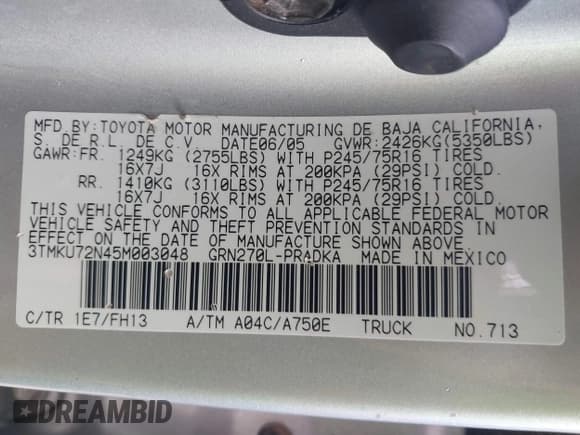 MFD.BY:TOYOTA MOTOR MANUFACTURING DE BAJA CALIFORNIA,
S. DE R.L. DE C.V. DATE06/05 GVWR:2426KG(5350LBS)
GAWR:FR. 1249KG (2755LBS) WITH P245/75R16 TIRES
16X7J 16X RIMS AT 200KPA (29PSI) COLD.
RR. 1410KG (3110LBS) WITH P245/75R16 TIRES
16X7J 16X RIMS AT 200KPA (29PSI) COLD.
THIS VEHICLE CONFORMS TO ALL APPLICABLE FEDERAL MOTOR
VEHICLE SAFETY AND THEFT PREVENTION STANDARDS IN
EFFECT ON THE DATE OF MANUFACTURE SHOWN ABOVE.
3TMKU72N45M003048 GRN270L-PRADKA MADE IN MEXICO
C/TR 1E7/FH13 A/TM A04C/A750E TRUCK NO.713
DREAMBID